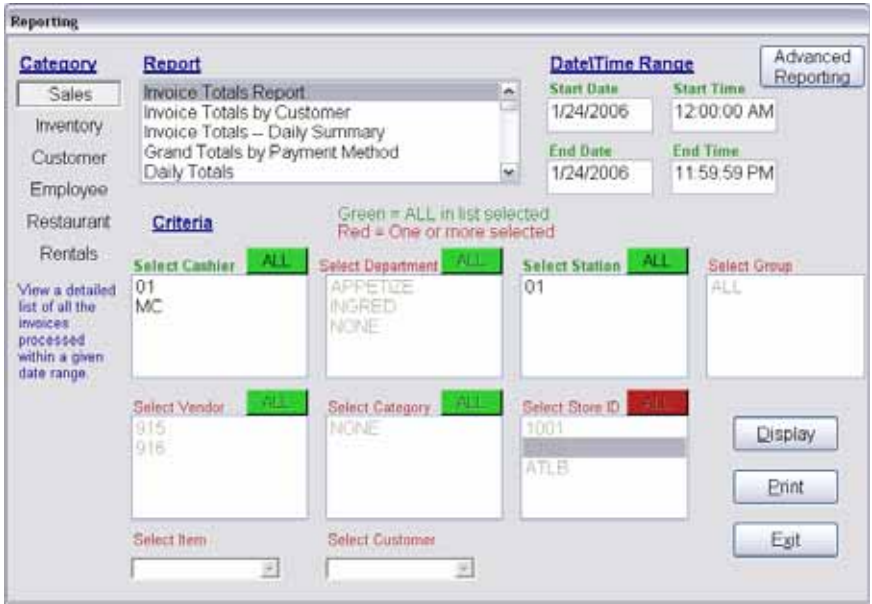 Reporting
Category
Sales
Inventory
Customer
Employee
Restaurant
Rentals
View a detailed
list of all the
invoices
processed
within a given
date range.
Report
Invoice Totals Report
Invoice Totals by Customer
Invoice Totals -- Daily Summary
Grand Totals by Payment Method
Daily Totals
Date\Time Range
Advanced
Reporting
Start Date
Start Time
1/24/2006
12:00:00 AM
End Date
End Time
1/24/2006
11:59:59 PM
Criteria
Green = ALL in list selected
Red = One or more selected
Select Cashier
ALL
01
MC
Select Department
ALL
APPETIZE
INGRED
NONE
Select Station
ALL
01
Select Group
ALL
Select Vendor
ALL
915
916
Select Category
ALL
NONE
Select Store ID
ALL
1001
ATLB
Display
Print
Exit
Select Item
Select Customer